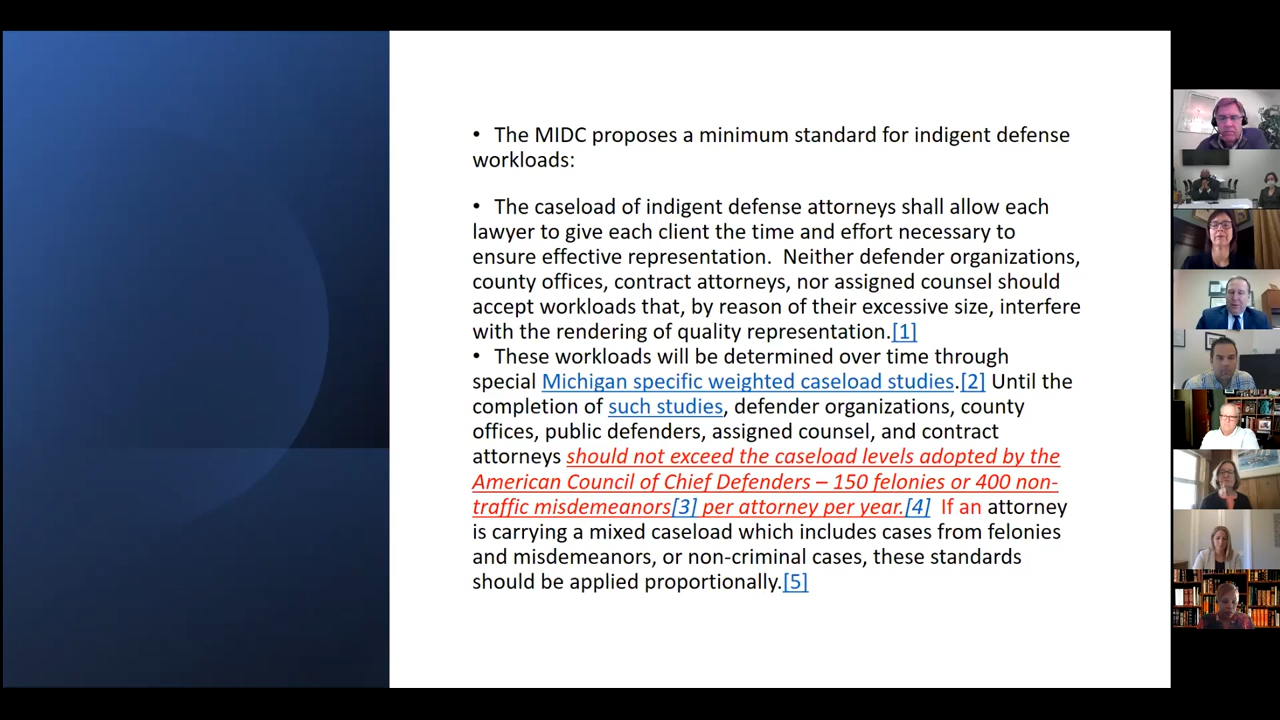 • The MIDC proposes a minimum standard for indigent defense
workloads:
• The caseload of indigent defense attorneys shall allow each
lawyer to give each client the time and effort necessary to
ensure effective representation. Neither defender organizations,
county offices, contract attorneys, nor assigned counsel should
accept workloads that, by reason of their excessive size, interfere
with the rendering of quality representation.[1]
• These workloads will be determined over time through
special Michigan specific weighted caseload studies.[2] Until the
completion of such studies, defender organizations, county
offices, public defenders, assigned counsel, and contract
attorneys should not exceed the caseload levels adopted by the
American Council of Chief Defenders – 150 felonies or 400 non-
traffic misdemeanors[3] per attorney per year.[4] If an attorney
is carrying a mixed caseload which includes cases from felonies
and misdemeanors, or non-criminal cases, these standards
should be applied proportionally.[5]